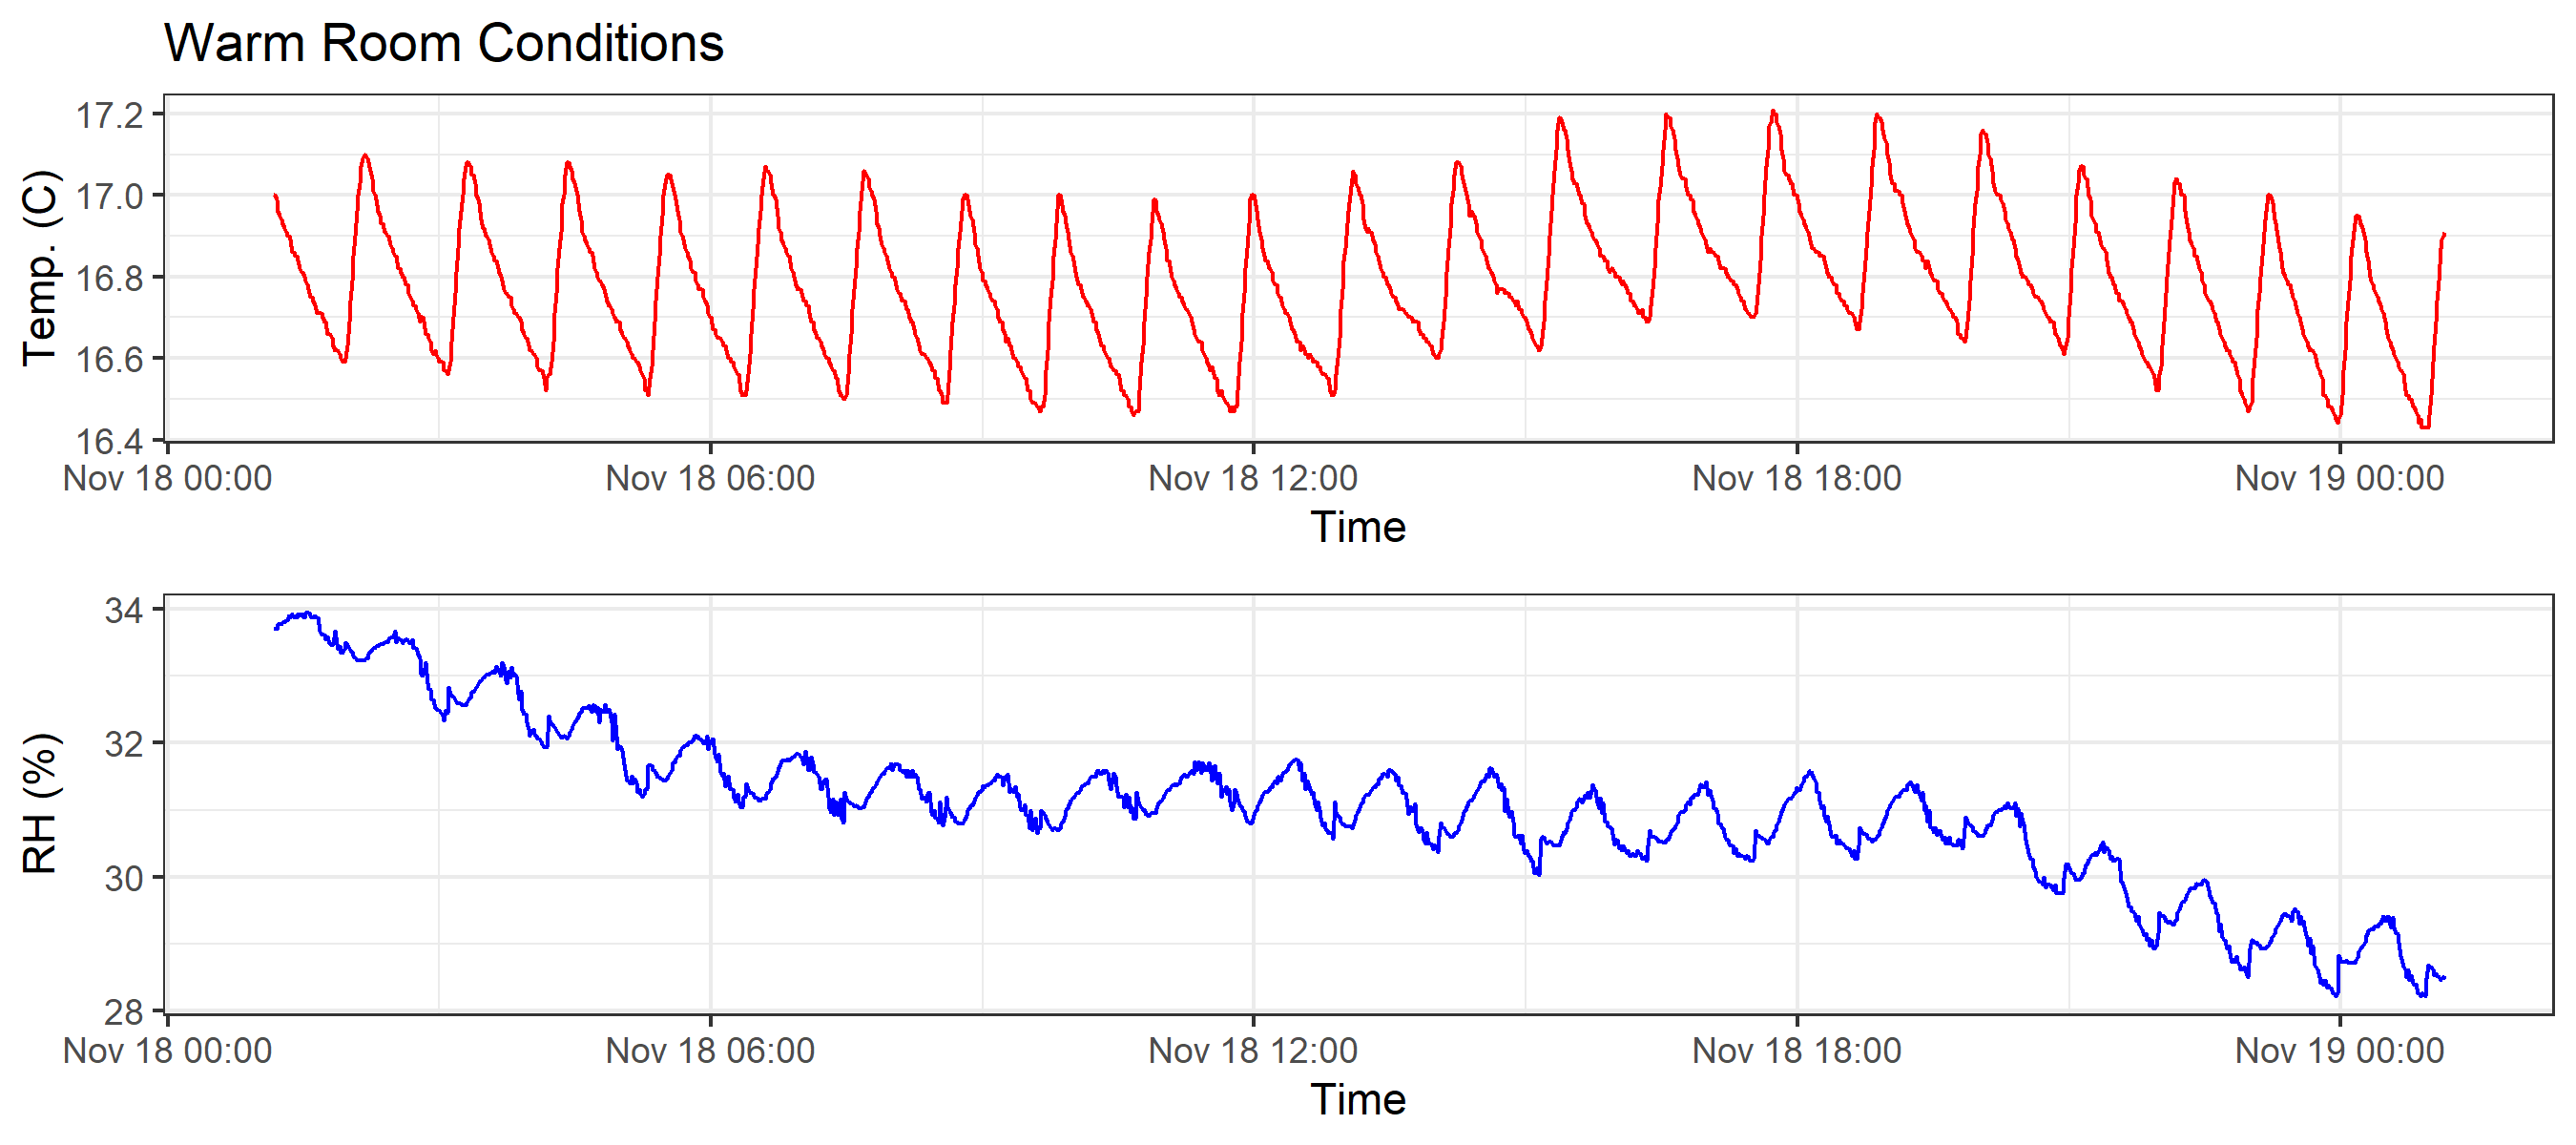 Warm Room Conditions
Temp. (C)
17.2
17.0
16.8
16.6
16.4
Nov 18 00:00 Nov 18 06:00 Nov 18 12:00 Nov 18 18:00 Nov 19 00:00
Time
RH (%)
34
32
30
28
Nov 18 00:00 Nov 18 06:00 Nov 18 12:00 Nov 18 18:00 Nov 19 00:00
Time